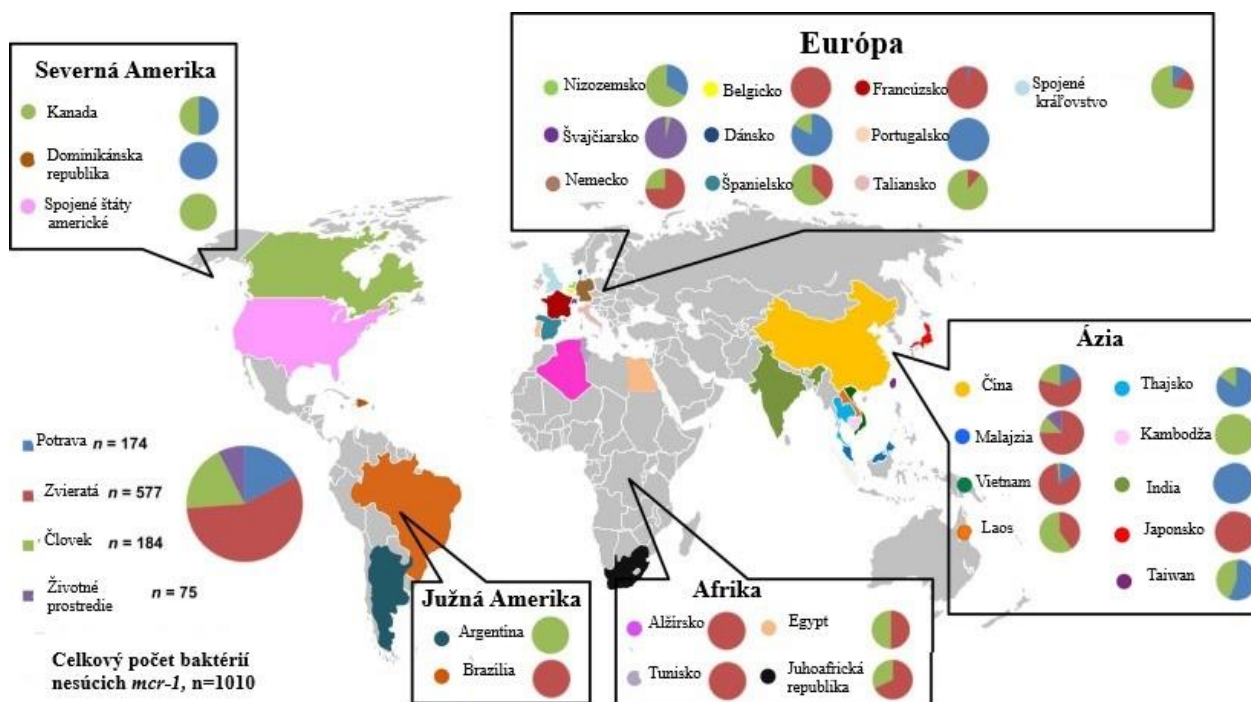 Severná Amerika
Kanada
Dominikánska
republika
Spojené štáty
americké
Európa
Nizozemsko
Belgicko
Francúzsko
Spojené
kráľovstvo
Švajčiarsko
Dánsko
Portugalsko
Nemecko
Španielsko
Taliansko
Ázia
Čína
Thajsko
Malajzia
Kambodža
Vietnam
India
Laos
Japonsko
Taiwan
Potrava n = 174
Zvieratá n = 577
Človek n = 184
Životné
prostredie n = 75
Celkový počet baktérií
nesúcich mcr-1, n=1010
Južná Amerika
Argentína
Brazília
Afrika
Alžírsko
Egypt
Tunisko
Juhoafrická
republika